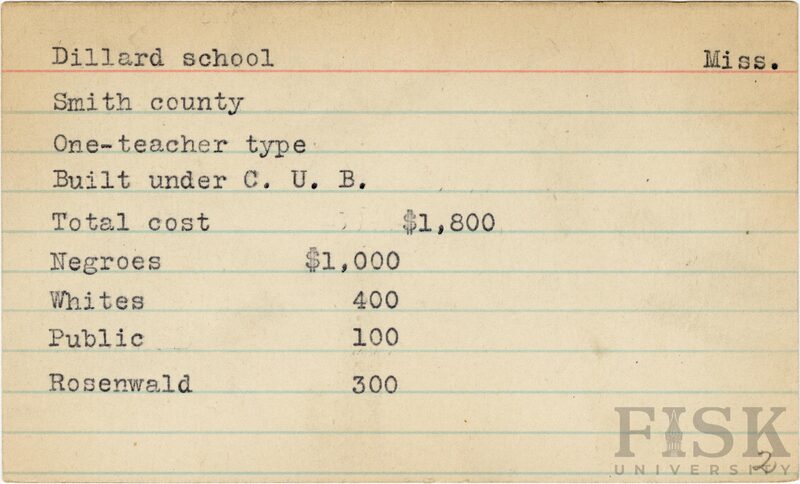 Dillard school Miss.
Smith county
One-teacher type
Built under C. U. B.
Total cost $1,800
Negroes $1,000
Whites 400
Public 100
Rosenwald 300
FISK
UNIVERSITY
2